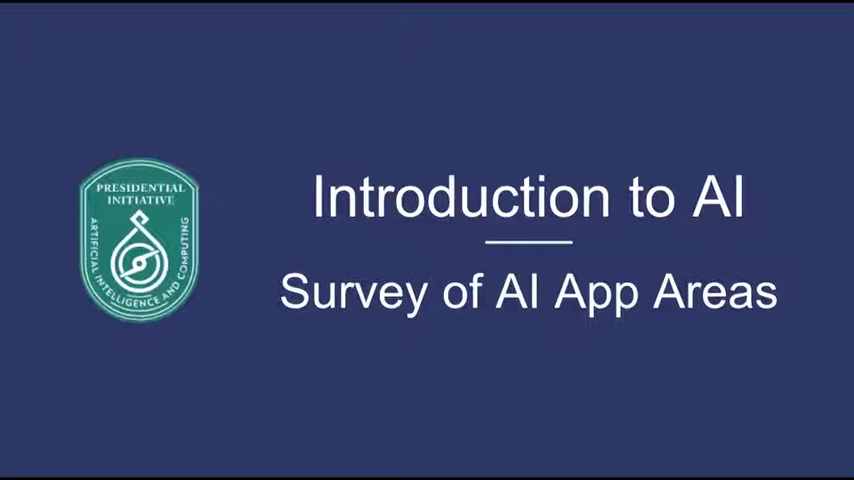 PRESIDENTIAL
INITIATIVE
ARTIFICIAL INTELLIGENCE AND COMPUTING
Introduction to AI
Survey of AI App Areas